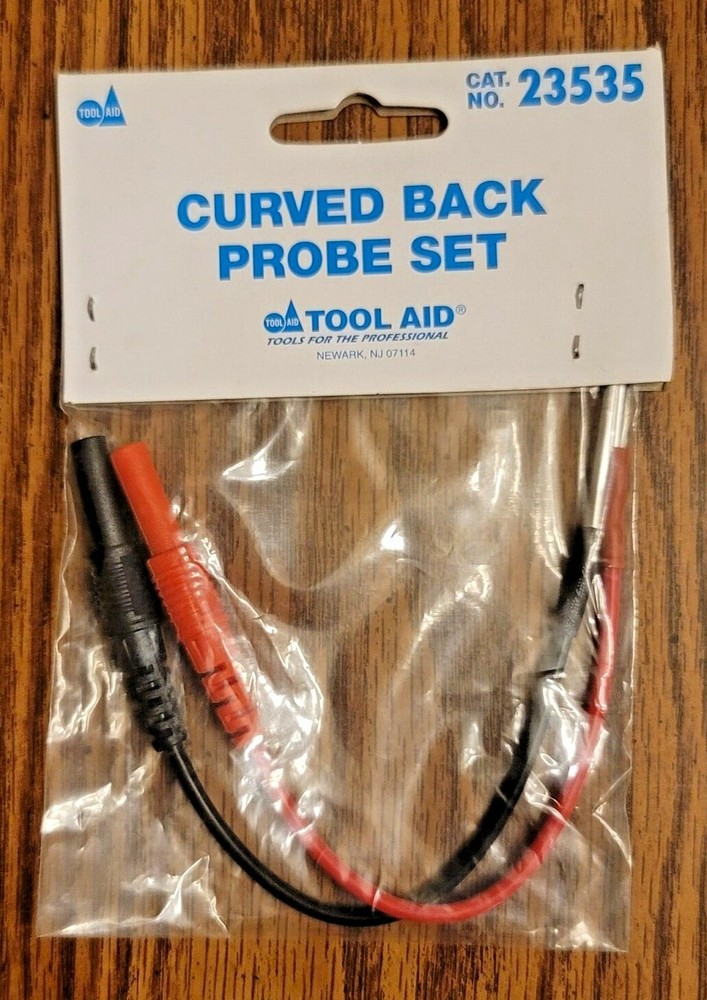 TOOL AID
CAT.
NO. 23535
CURVED BACK
PROBE SET
TOOL AID TOOL AID®
TOOLS FOR THE PROFESSIONAL
NEWARK, NJ 07114